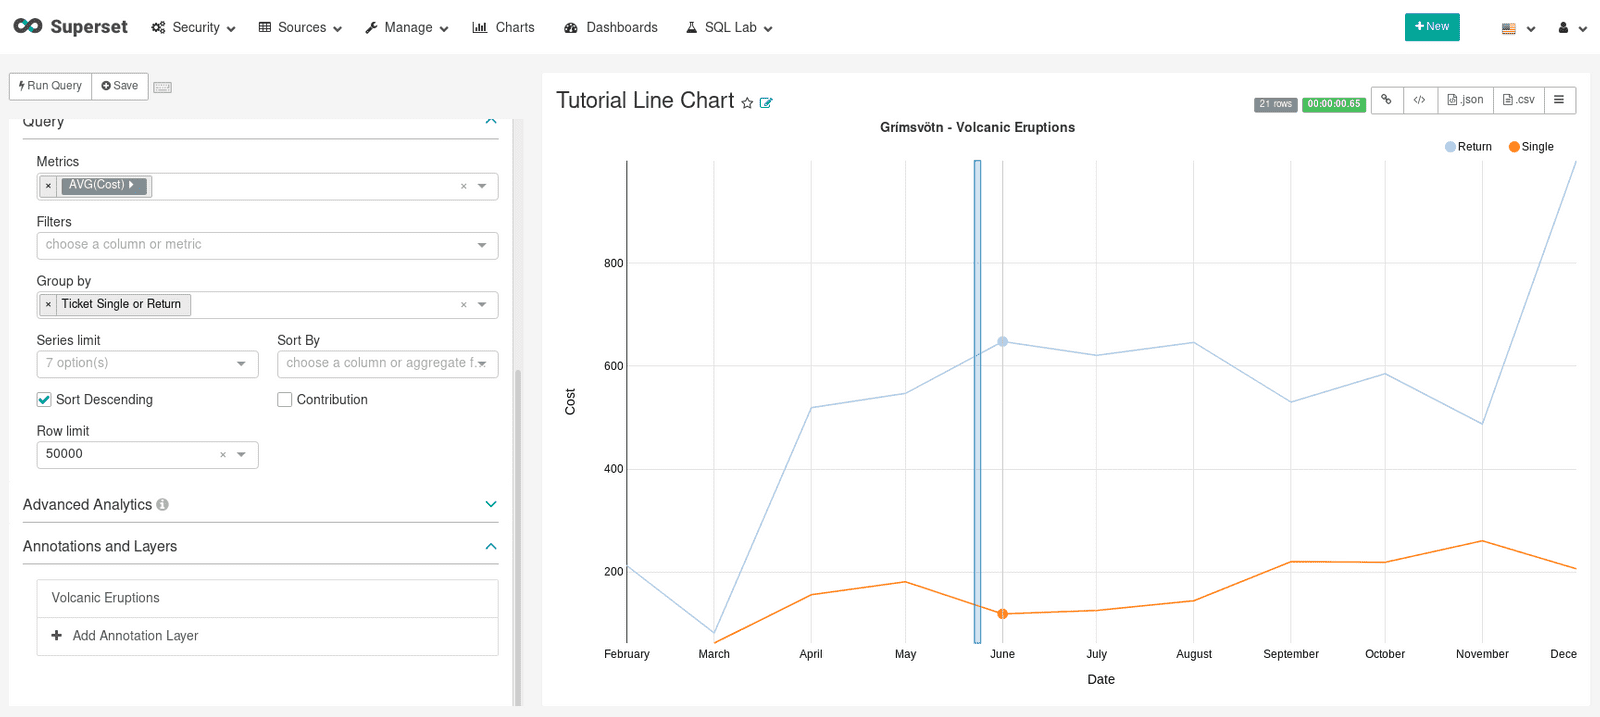 Superset Security Sources Manage Charts Dashboards SQL Lab +New
Run Query Save
Query
Metrics
× AVG(Cost) ×
Filters
choose a column or metric
Group by
× Ticket Single or Return ×
Series limit Sort By
7 option(s) choose a column or aggregate f...
Sort Descending Contribution
Row limit
50000 ×
Advanced Analytics
Annotations and Layers
Volcanic Eruptions
+ Add Annotation Layer
Tutorial Line Chart
21 rows 00:00:00.65 </> .json .csv
Grímsvötn - Volcanic Eruptions
Return Single
800
600
400
200
Cost
February March April May June July August September October November Dece
Date